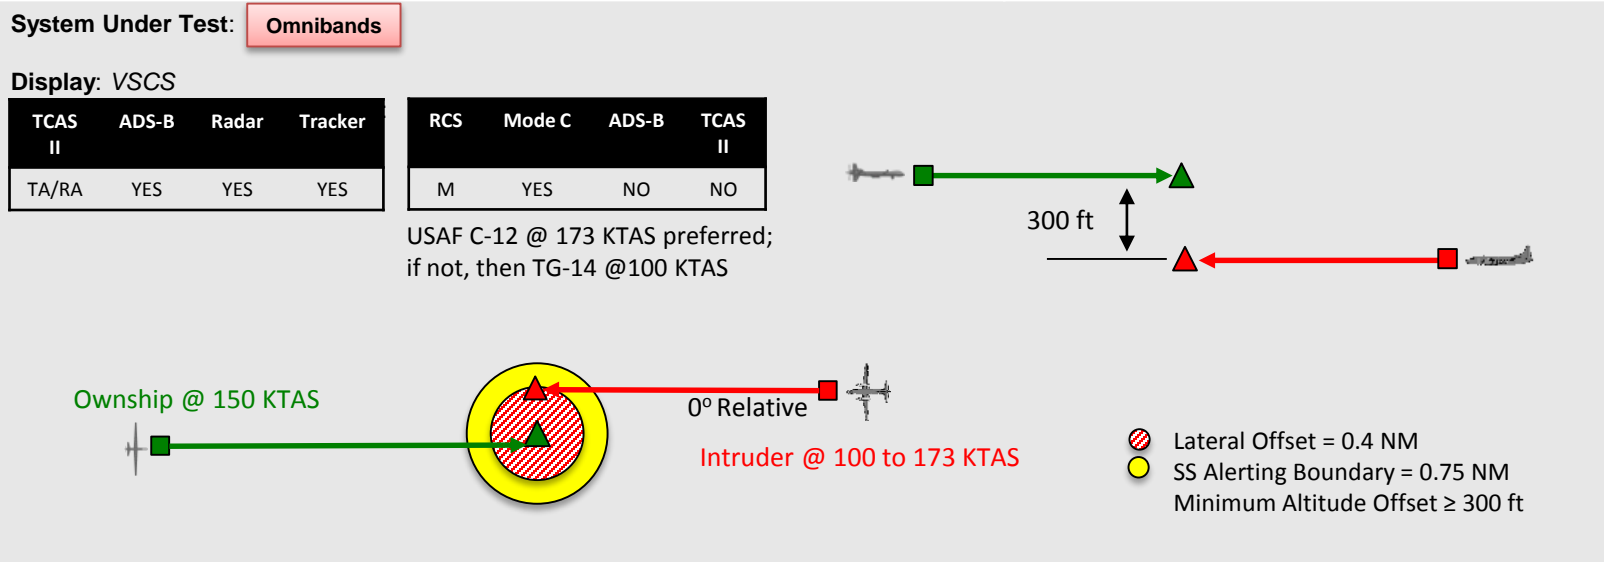 System Under Test: Omnibands
Display: VSCS
TCAS II ADS-B Radar Tracker
TA/RA YES YES YES
RCS Mode C ADS-B TCAS II
M YES NO NO
USAF C-12 @ 173 KTAS preferred;
if not, then TG-14 @100 KTAS
300 ft
Ownship @ 150 KTAS
0º Relative
Intruder @ 100 to 173 KTAS
Lateral Offset = 0.4 NM
SS Alerting Boundary = 0.75 NM
Minimum Altitude Offset ≥ 300 ft